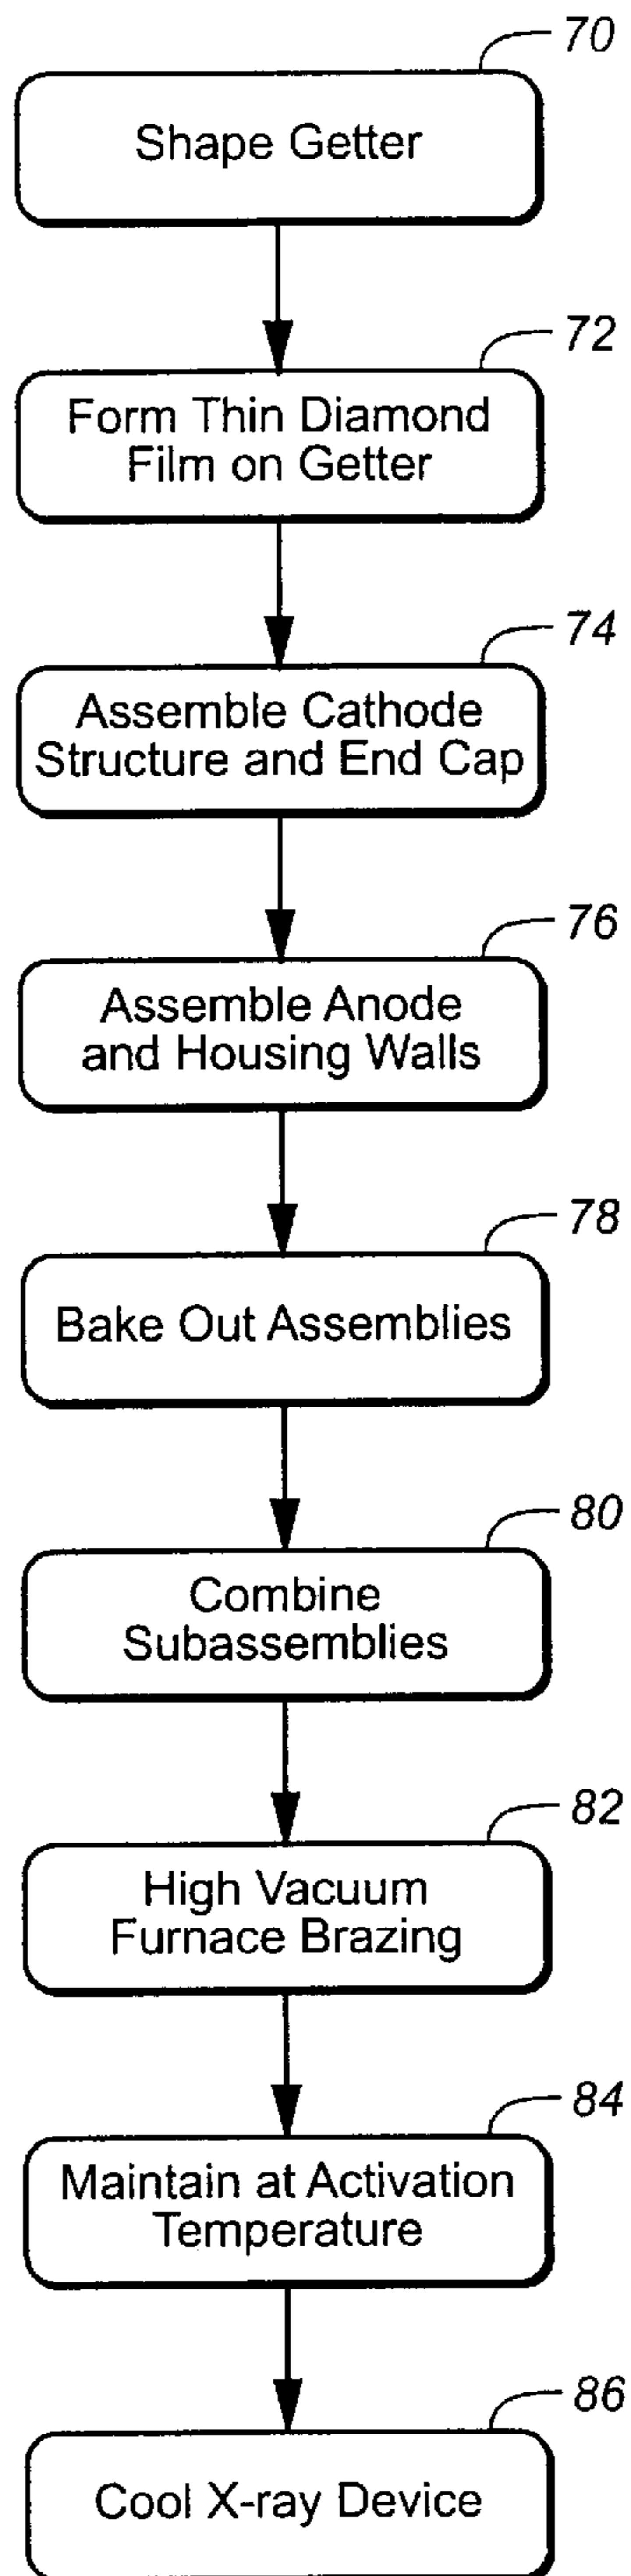 70
Shape Getter
72
Form Thin Diamond
Film on Getter
74
Assemble Cathode
Structure and End Cap
76
Assemble Anode
and Housing Walls
78
Bake Out Assemblies
80
Combine
Subassemblies
82
High Vacuum
Furnace Brazing
84
Maintain at Activation
Temperature
86
Cool X-ray Device